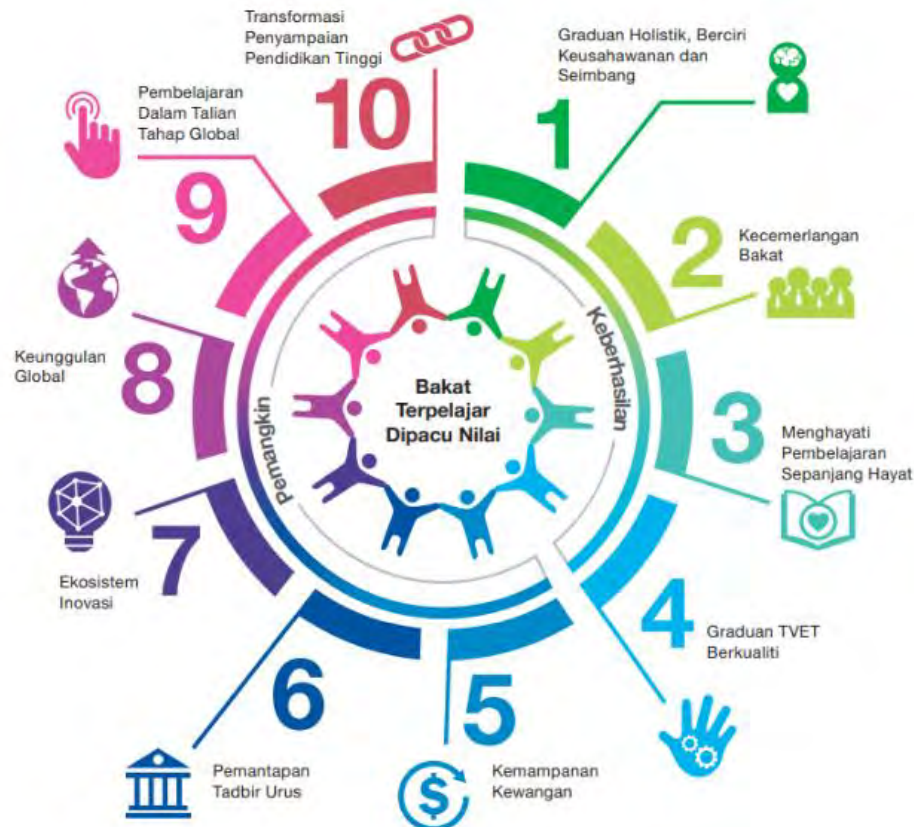 1
Graduan Holistik, Berciri
Keusahawanan dan
Seimbang
2
Kecemerlangan
Bakat
3
Menghayati
Pembelajaran
Sepanjang Hayat
4
Graduan TVET
Berkualiti
5
Kemampanan
Kewangan
6
Pemantapan
Tadbir Urus
7
Ekosistem
Inovasi
8
Keunggulan
Global
9
Pembelajaran
Dalam Talian
Tahap Global
10
Transformasi
Penyampaian
Pendidikan Tinggi
Keberhasilan
Pemangkin
Bakat
Terpelajar
Dipacu Nilai
$